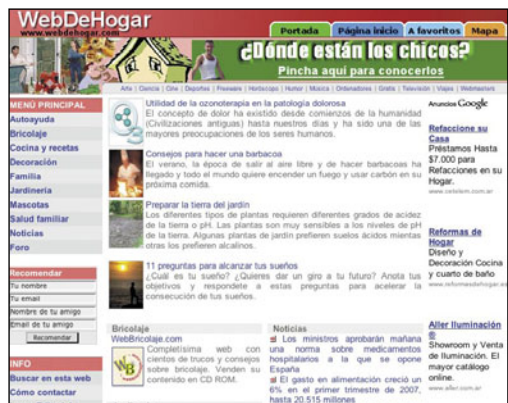 WebDeHogar
www.webdehogar.com
Portada
Página inicio
A favoritos
Mapa
¿Dónde están los chicos?
Pincha aquí para conocerlos
Arte | Ciencia | Cine | Deportes | Freeware | Horóscopo | Humor | Música | Ordenadores | Gratis | Televisión | Viajes | Webmasters
MENÚ PRINCIPAL
Autoayuda
Bricolaje
Cocina y recetas
Decoración
Familia
Jardinería
Mascotas
Salud familiar
Noticias
Foro
Recomendar
Tu nombre
Tu email
Nombre de tu amigo
Email de tu amigo
Recomendar
INFO
Buscar en esta web
Cómo contactar
Utilidad de la ozonoterapia en la patología dolorosa
El concepto de dolor ha existido desde comienzos de la humanidad
(Civilizaciones antiguas) hasta nuestros días y ha sido una de las
mayores preocupaciones de los seres humanos.
Consejos para hacer una barbacoa
El verano, la época de salir al aire libre y de hacer barbacoas ha
llegado y todo el mundo quiere encender un fuego y usar carbón en su
próxima comida.
Preparar la tierra del jardín
Los diferentes tipos de plantas requieren diferentes grados de acidez
de la tierra o pH. Las plantas son muy sensibles a los niveles de pH
de la tierra. Algunas plantas de jardín prefieren suelos ácidos mientras
otras los prefieren alcalinos.
11 preguntas para alcanzar tus sueños
¿Cuál es tu sueño? ¿Quieres dar un giro a tu futuro? Anota tus
objetivos y respondete a estas preguntas para acelerar la
consecución de tus sueños.
Bricolaje
WebBricolaje.com
Completísima web con
cientos de trucos y consejos
sobre bricolaje. Venden su
contenido en CD ROM.
Noticias
Los ministros aprobarán mañana
una norma sobre medicamentos
hospitalarios a la que se opone
España
El gasto en alimentación creció un
6% en el primer trimestre de 2007,
hasta 20.515 millones
Anuncios Google
Refaccione su
Casa
Préstamos Hasta
$7.000 para
Refacciones en su
Hogar.
www.cetelem.com.ar
Reformas de
Hogar
Diseño y
Decoración Cocina
y cuarto de baño
www.reformasdehogar.es
Aller Iluminación
®
Showroom y Venta
de Iluminación. El
mayor catálogo
online.
www.aller.com.ar